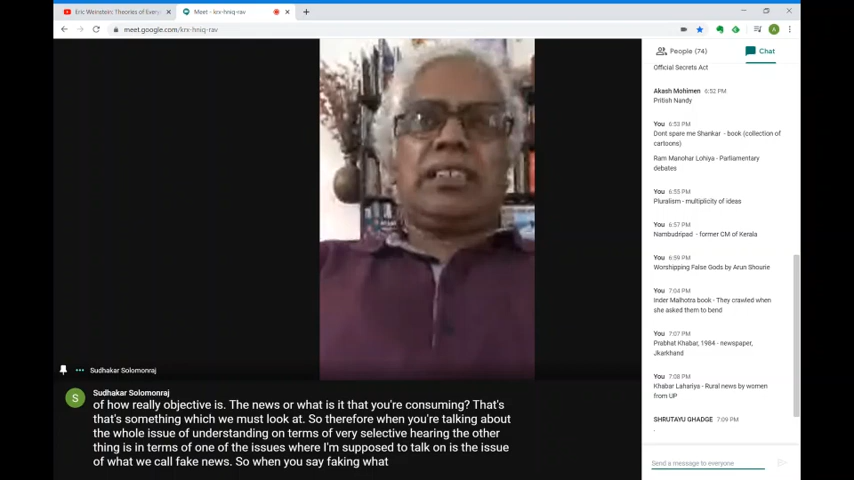 Eric Weinstein: Theories of Every
Meet - krx-hniq-rav
meet.google.com/krx-hniq-rav
People (74)
Chat
Official Secrets Act
Akash Mohimen 6:52 PM
Pritish Nandy
You 6:53 PM
Dont spare me Shankar - book (collection of
cartoons)
Ram Manohar Lohiya - Parliamentary
debates
You 6:55 PM
Pluralism - multiplicity of ideas
You 6:57 PM
Nambudripad - former CM of Kerala
You 6:59 PM
Worshipping False Gods by Arun Shourie
You 7:04 PM
Inder Malhotra book - They crawled when
she asked them to bend
You 7:07 PM
Prabhat Khabar, 1984 - newspaper,
Jkarkhand
You 7:08 PM
Khabar Lahariya - Rural news by women
from UP
SHRUTAYU GHADGE 7:09 PM
.
Send a message to everyone
Sudhakar Solomonraj
S
Sudhakar Solomonraj
of how really objective is. The news or what is it that you're consuming? That's
that's something which we must look at. So therefore when you're talking about
the whole issue of understanding on terms of very selective hearing the other
thing is in terms of one of the issues where I'm supposed to talk on is the issue
of what we call fake news. So when you say faking what